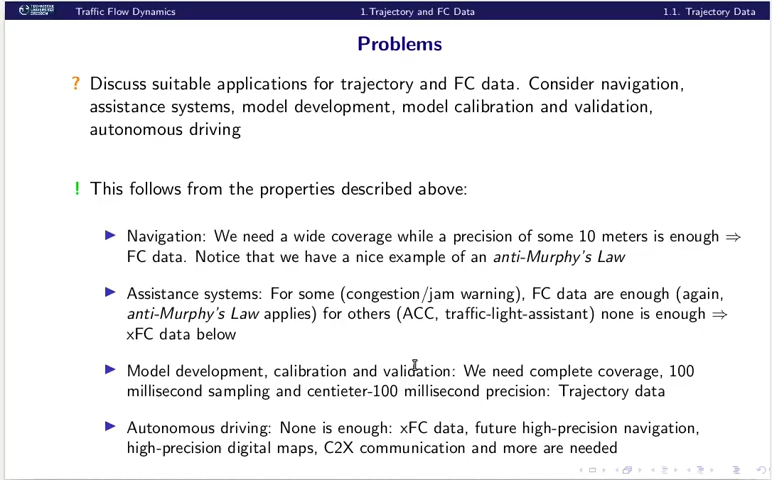 Traffic Flow Dynamics 1.Trajectory and FC Data 1.1. Trajectory Data
Problems
? Discuss suitable applications for trajectory and FC data. Consider navigation,
assistance systems, model development, model calibration and validation,
autonomous driving
! This follows from the properties described above:
Navigation: We need a wide coverage while a precision of some 10 meters is enough ⇒
FC data. Notice that we have a nice example of an anti-Murphy's Law
Assistance systems: For some (congestion/jam warning), FC data are enough (again,
anti-Murphy's Law applies) for others (ACC, traffic-light-assistant) none is enough ⇒
xFC data below
Model development, calibration and validation: We need complete coverage, 100
millisecond sampling and centieter-100 millisecond precision: Trajectory data
Autonomous driving: None is enough: xFC data, future high-precision navigation,
high-precision digital maps, C2X communication and more are needed